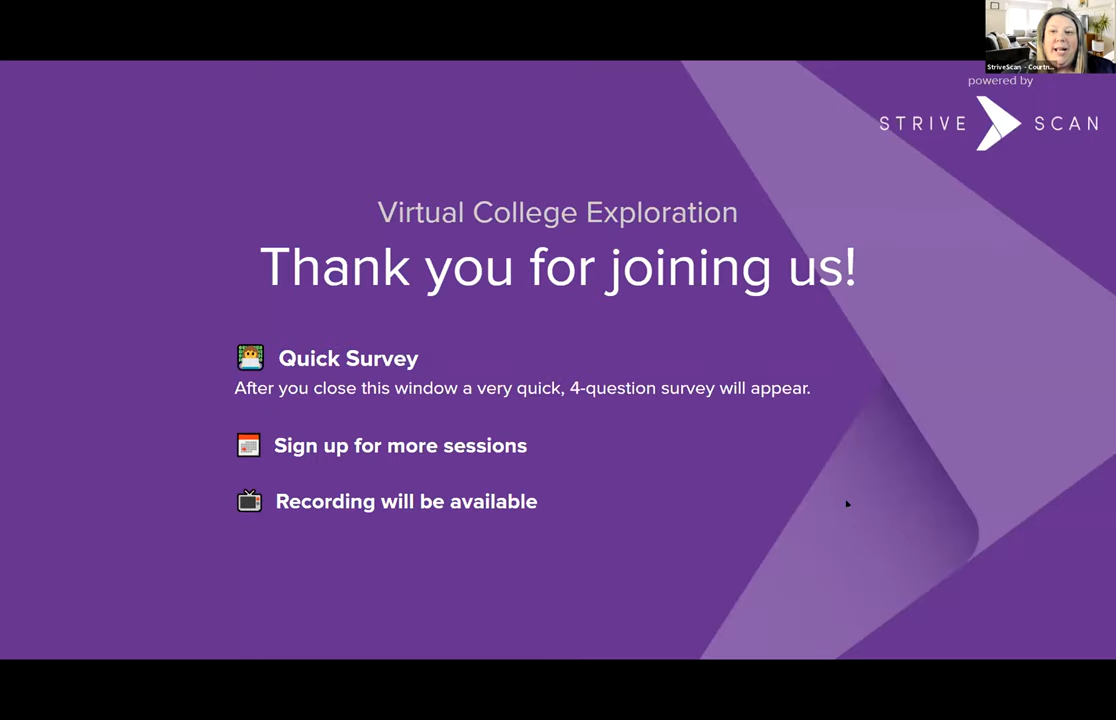 StriveScan - Courtn...
powered by
STRIVE SCAN
Virtual College Exploration
Thank you for joining us!
Quick Survey
After you close this window a very quick, 4-question survey will appear.
Sign up for more sessions
Recording will be available